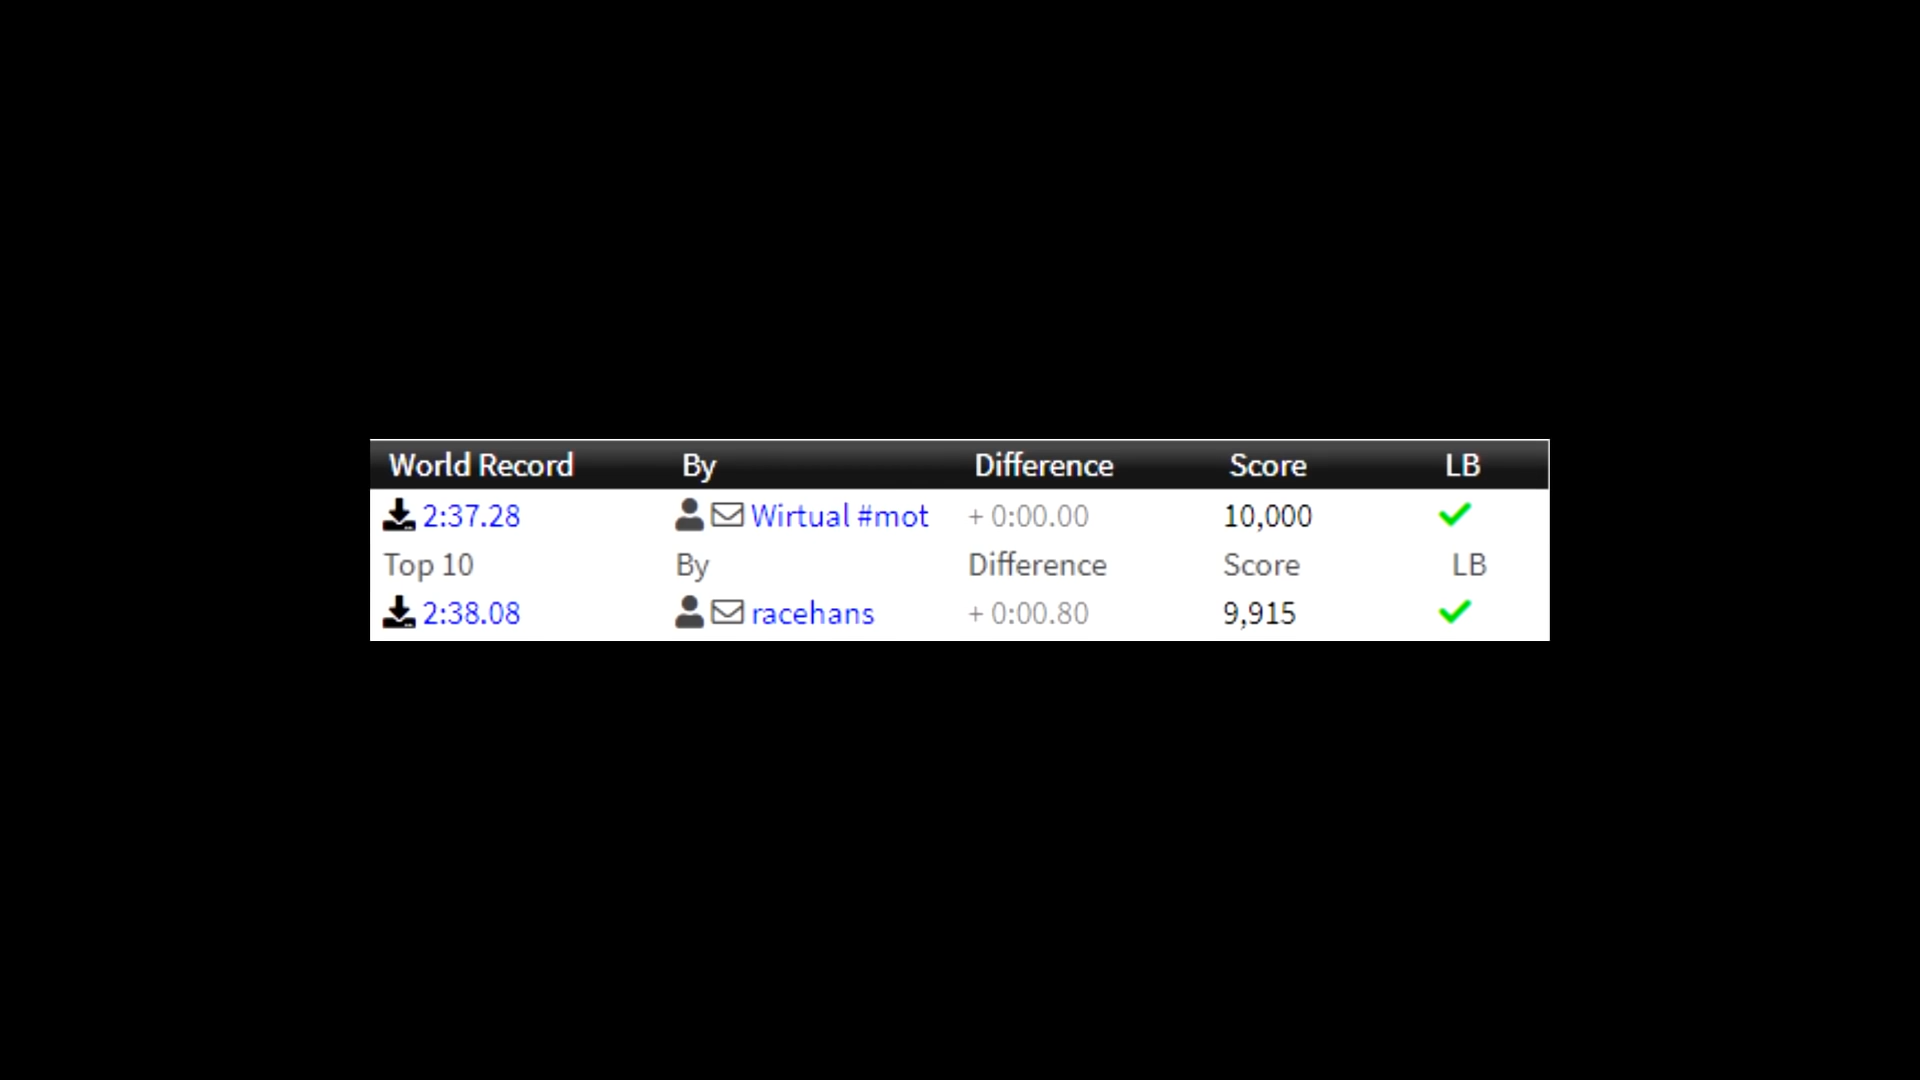 World Record By Difference Score LB
2:37.28 Wirtual #mot + 0:00.00 10,000
Top 10 By Difference Score LB
2:38.08 racehans + 0:00.80 9,915